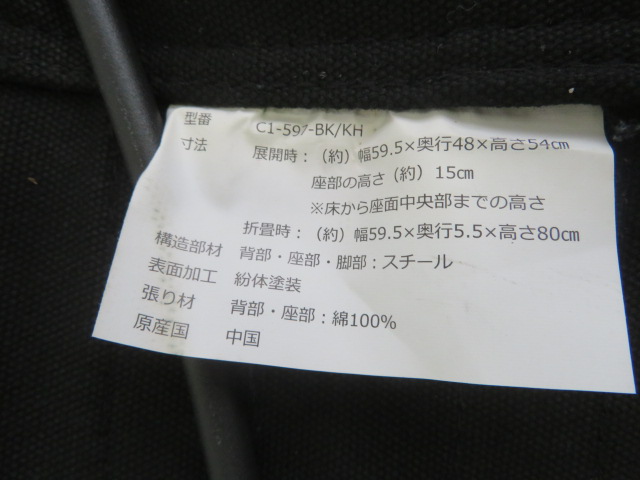 型番 C1-597-BK/KH
寸法 展開時：（約）幅59.5×奥行48×高さ54cm
座部の高さ（約）15cm
※床から座面中央部までの高さ
折畳時：（約）幅59.5×奥行5.5×高さ80cm
構造部材 背部・座部・脚部：スチール
表面加工 紛体塗装
張り材 背部・座部：綿100%
原産国 中国